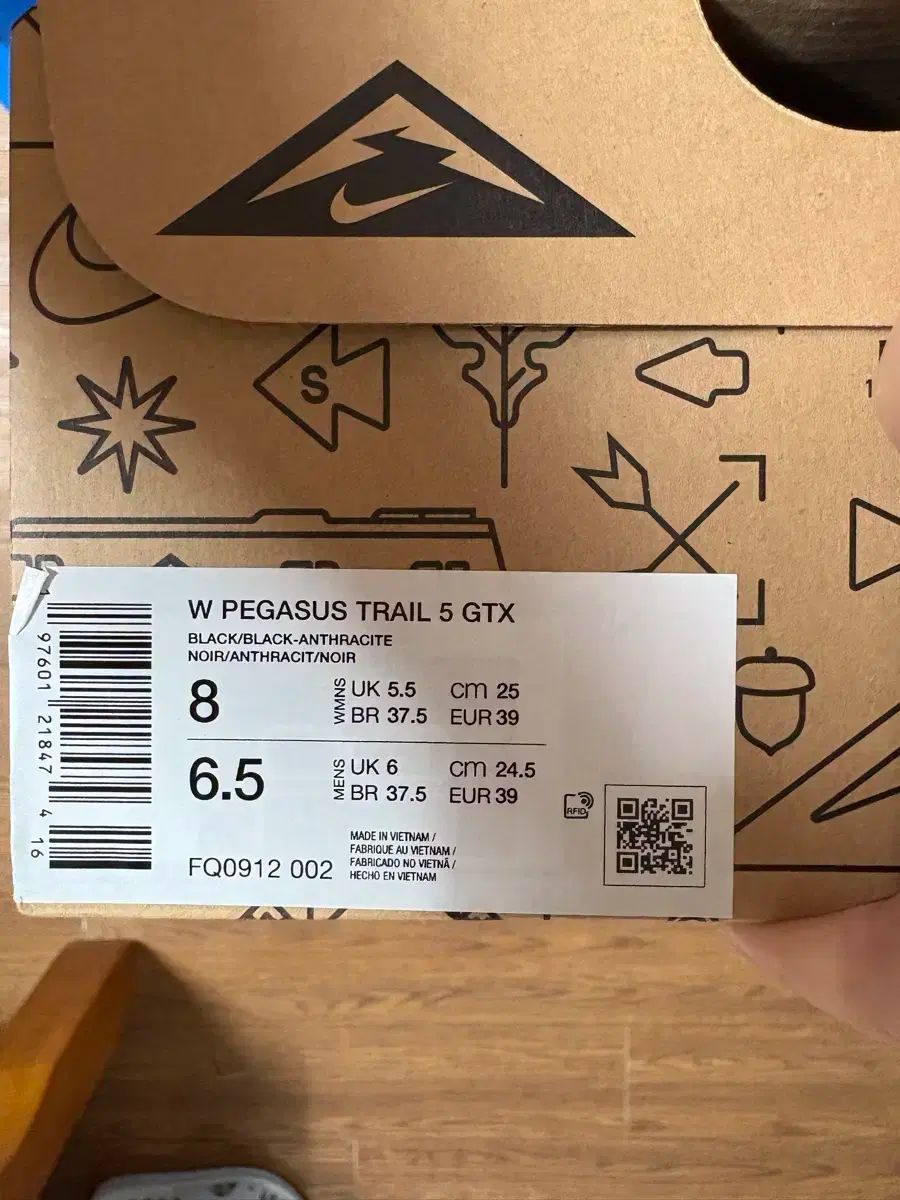 S
1
W PEGASUS TRAIL 5 GTX
BLACK/BLACK-ANTHRACITE
NOIR/ANTHRACIT/NOIR
8
WMNS
UK 5.5 cm 25
BR 37.5 EUR 39
6.5
MENS
UK 6 cm 24.5
BR 37.5 EUR 39
FQ0912 002
MADE IN VIETNAM /
FABRIQUE AU VIETNAM /
FABRICADO NO VIETNÃ /
HECHO EN VIETNAM
RFID
97601 21847 4 16